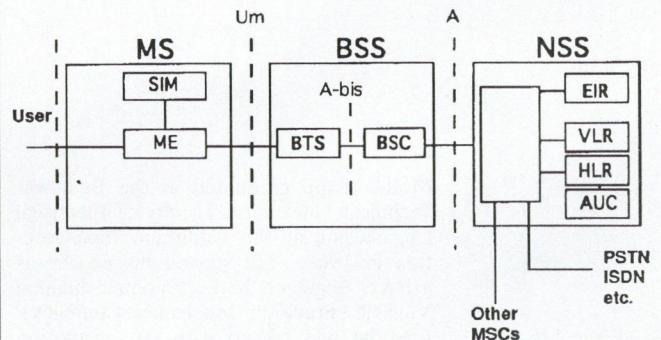 Um
A
MS
BSS
NSS
SIM
A-bis
EIR
User
ME
BTS
BSC
VLR
HLR
AUC
PSTN
ISDN
etc.
Other
MSCs